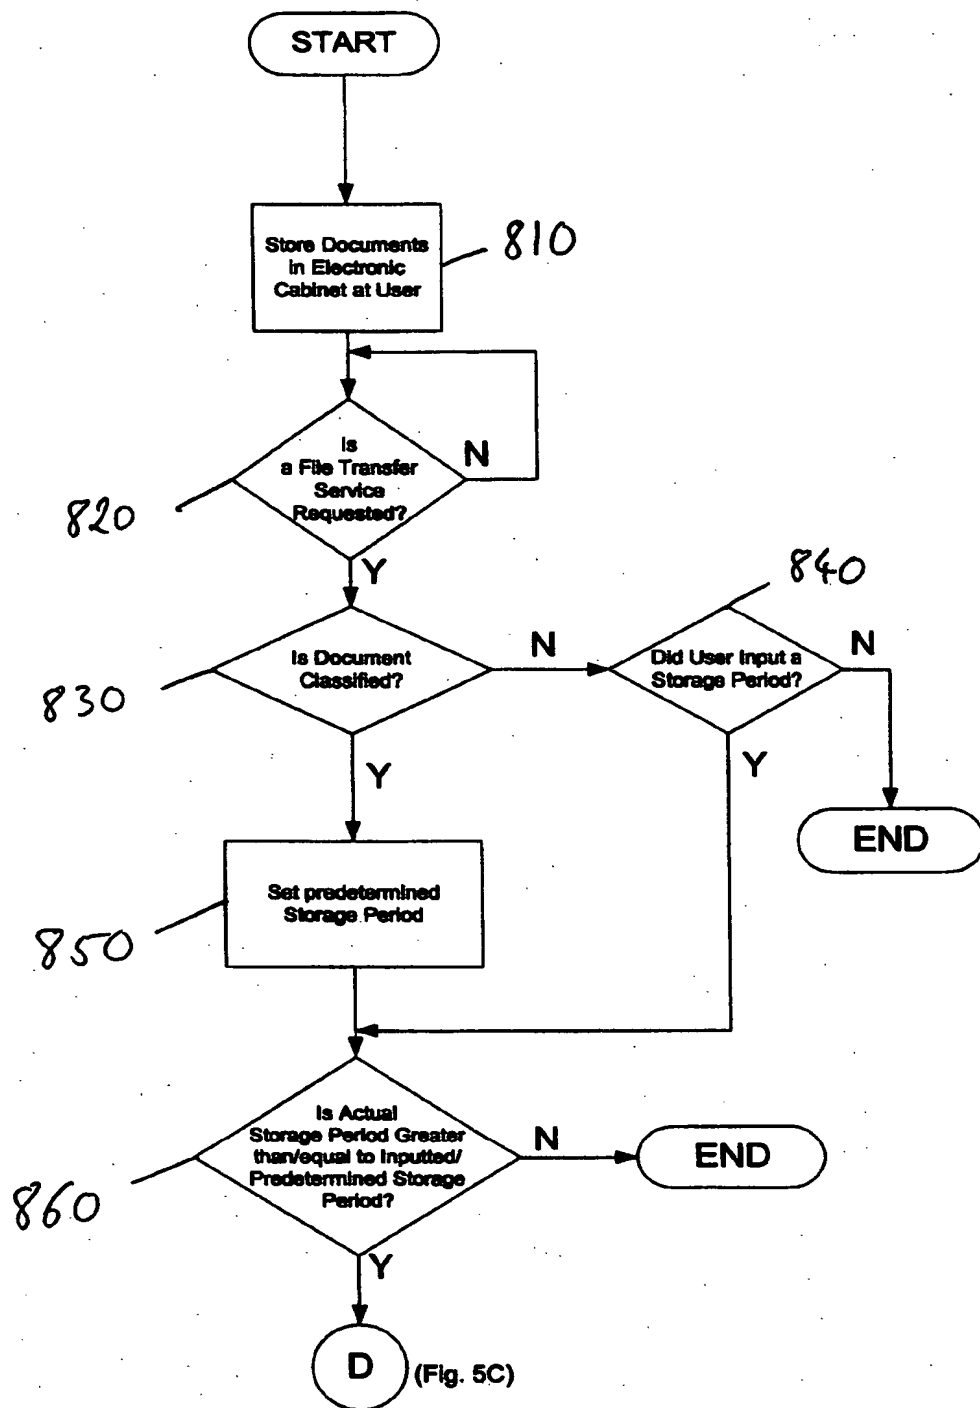 START
Store Documents
in Electronic
Cabinet at User
810
Is
a File Transfer
Service
Requested?
N
820
Y
840
Is Document
Classified?
N
Did User Input a
Storage Period?
N
830
Y
Y
END
Set predetermined
Storage Period
850
Is Actual
Storage Period Greater
than/equal to Inputted/
Predetermined Storage
Period?
N
END
860
Y
D
(Fig. 5C)